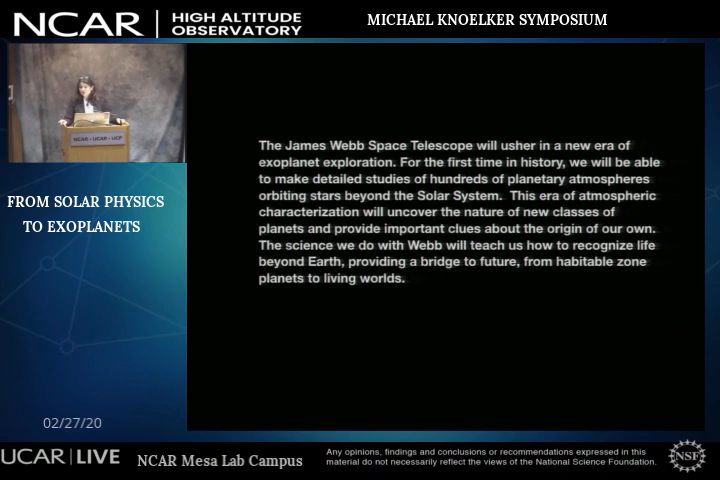 NCAR
HIGH ALTITUDE
OBSERVATORY
MICHAEL KNOELKER SYMPOSIUM
NCAR • UCAR • UCP
FROM SOLAR PHYSICS
TO EXOPLANETS
The James Webb Space Telescope will usher in a new era of
exoplanet exploration. For the first time in history, we will be able
to make detailed studies of hundreds of planetary atmospheres
orbiting stars beyond the Solar System. This era of atmospheric
characterization will uncover the nature of new classes of
planets and provide important clues about the origin of our own.
The science we do with Webb will teach us how to recognize life
beyond Earth, providing a bridge to future, from habitable zone
planets to living worlds.
02/27/20
UCAR | LIVE
NCAR Mesa Lab Campus
Any opinions, findings and conclusions or recommendations expressed in this
material do not necessarily reflect the views of the National Science Foundation.
NSF